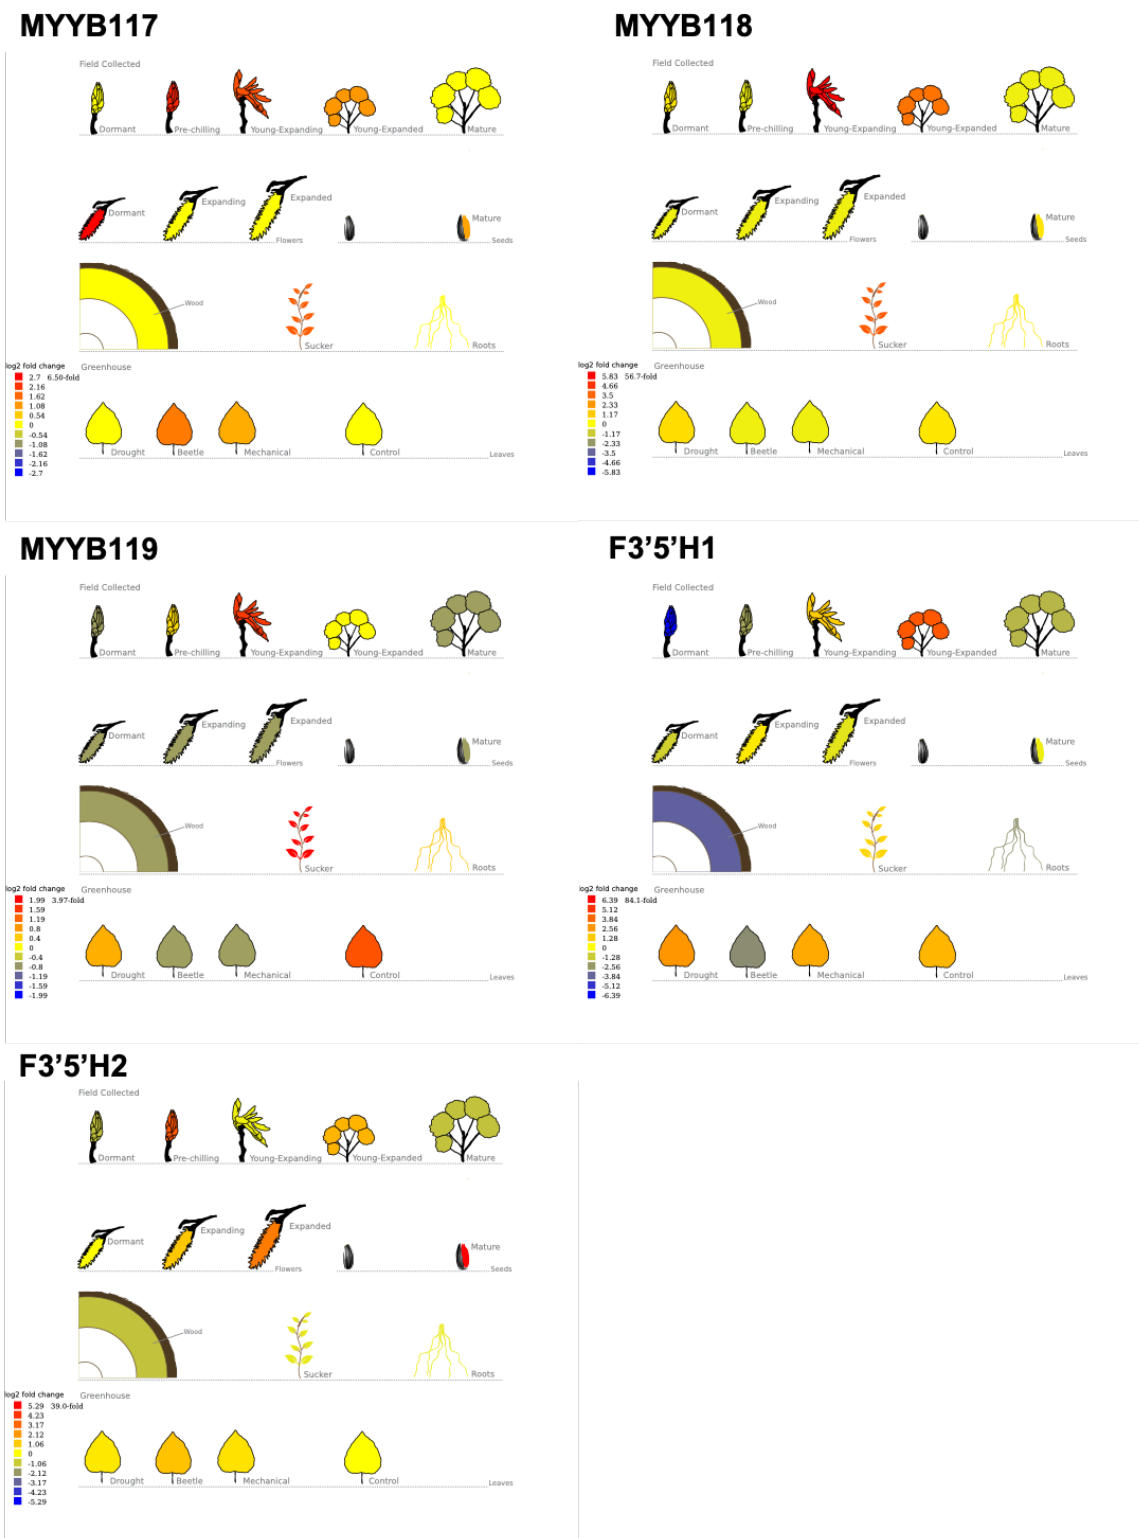 MYYB117
Field Collected
Dormant Pre-chilling Young-Expanding Young-Expanded Mature
Dormant Expanding Expanded Mature
Flowers Seeds
Wood
Sucker Roots
log2 fold change Greenhouse
2.7 6.50-fold
2.16
1.62
1.08
0.54
0
-0.54
-1.08
-1.62
-2.16
-2.7
Drought Beetle Mechanical Control Leaves
MYYB118
Field Collected
Dormant Pre-chilling Young-Expanding Young-Expanded Mature
Dormant Expanding Expanded Mature
Flowers Seeds
Wood
Sucker Roots
log2 fold change Greenhouse
5.83 56.7-fold
4.66
3.5
2.33
1.17
0
-1.17
-2.33
-3.5
-4.66
-5.83
Drought Beetle Mechanical Control Leaves
MYYB119
Field Collected
Dormant Pre-chilling Young-Expanding Young-Expanded Mature
Dormant Expanding Expanded Mature
Flowers Seeds
Wood
Sucker Roots
log2 fold change Greenhouse
1.99 3.97-fold
1.59
1.19
0.8
0.4
0
-0.4
-0.8
-1.19
-1.59
-1.99
Drought Beetle Mechanical Control Leaves
F3’5’H1
Field Collected
Dormant Pre-chilling Young-Expanding Young-Expanded Mature
Dormant Expanding Expanded Mature
Flowers Seeds
Wood
Sucker Roots
log2 fold change Greenhouse
6.39 84.1-fold
5.12
3.84
2.56
1.28
0
-1.28
-2.56
-3.84
-5.12
-6.39
Drought Beetle Mechanical Control Leaves
F3’5’H2
Field Collected
Dormant Pre-chilling Young-Expanding Young-Expanded Mature
Dormant Expanding Expanded Mature
Flowers Seeds
Wood
Sucker Roots
log2 fold change Greenhouse
5.29 39.0-fold
4.23
3.17
2.12
1.06
0
-1.06
-2.12
-3.17
-4.23
-5.29
Drought Beetle Mechanical Control Leaves